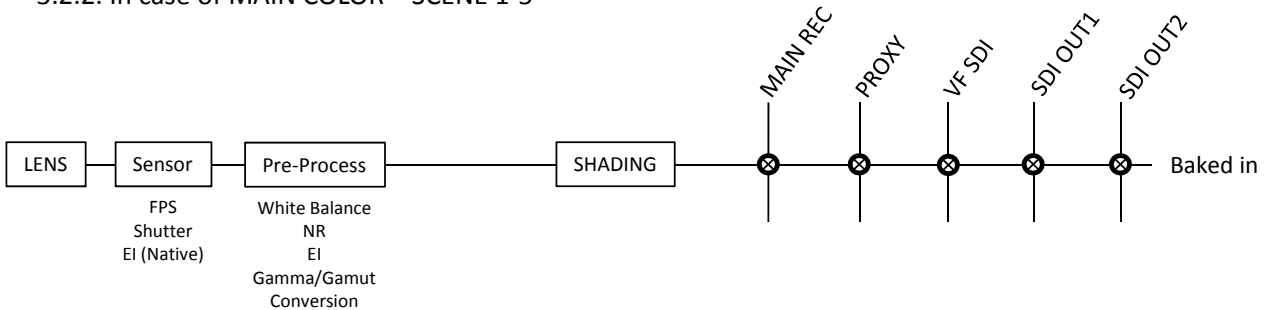 3.2.2. In case of MAIN COLOR = SCENE 1-5
MAIN REC
PROXY
VF SDI
SDI OUT1
SDI OUT2
LENS
Sensor
Pre-Process
SHADING
Baked in
FPS
Shutter
EI (Native)
White Balance
NR
EI
Gamma/Gamut
Conversion